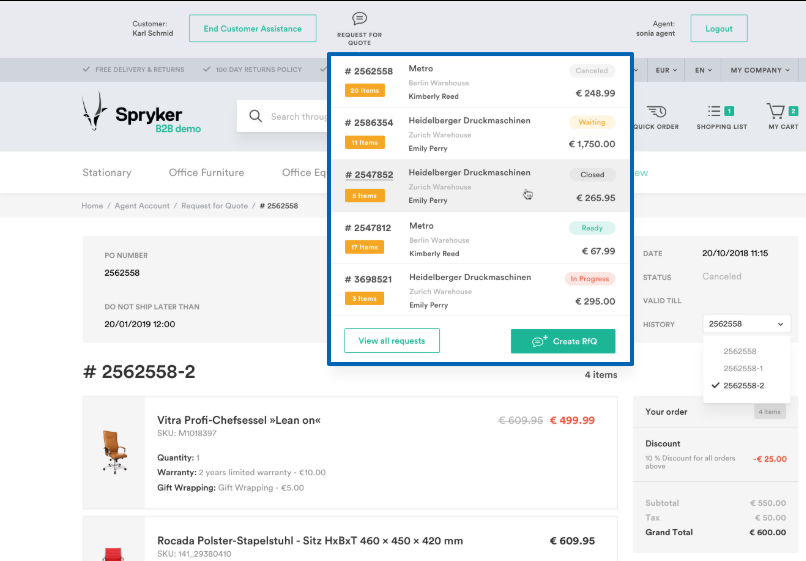 Customer:
Karl Schmid
End Customer Assistance
REQUEST FOR
QUOTE
Agent:
sonia agent
Logout
FREE DELIVERY & RETURNS
100 DAY RETURNS POLICY
EUR
EN
MY COMPANY
Spryker
B2B demo
Search throu
QUICK ORDER
1
SHOPPING LIST
2
MY CART
Stationary
Office Furniture
Office Eq
Home / Agent Account / Request for Quote / # 2562558
# 2562558
Metro
Canceled
20 Items
Berlin Warehouse
Kimberly Reed
€ 248.99
# 2586354
Heidelberger Druckmaschinen
Waiting
11 Items
Zurich Warehouse
Emily Perry
€ 1,750.00
# 2547852
Heidelberger Druckmaschinen
Closed
5 Items
Zurich Warehouse
Emily Perry
€ 265.95
# 2547812
Metro
Ready
17 Items
Berlin Warehouse
Kimberly Reed
€ 67.99
# 3698521
Heidelberger Druckmaschinen
In Progress
3 Items
Zurich Warehouse
Emily Perry
€ 295.00
View all requests
Create RfQ
PO NUMBER
2562558
DO NOT SHIP LATER THAN
20/01/2019 12:00
DATE
20/10/2018 11:15
STATUS
Canceled
VALID TILL
HISTORY
2562558
2562558
2562558-1
2562558-2
# 2562558-2
4 items
Vitra Profi-Chefsessel »Lean on«
€ 609.95 € 499.99
SKU: M1018397
Quantity: 1
Warranty: 2 years limited warranty - €10.00
Gift Wrapping: Gift Wrapping - €5.00
Rocada Polster-Stapelstuhl - Sitz HxBxT 460 × 450 × 420 mm
€ 609.95
SKU: 141_29380410
Your order
4 items
Discount
10 % Discount for all orders
above
-€ 25.00
Subtotal
€ 550.00
Tax
€ 50.00
Grand Total
€ 600.00